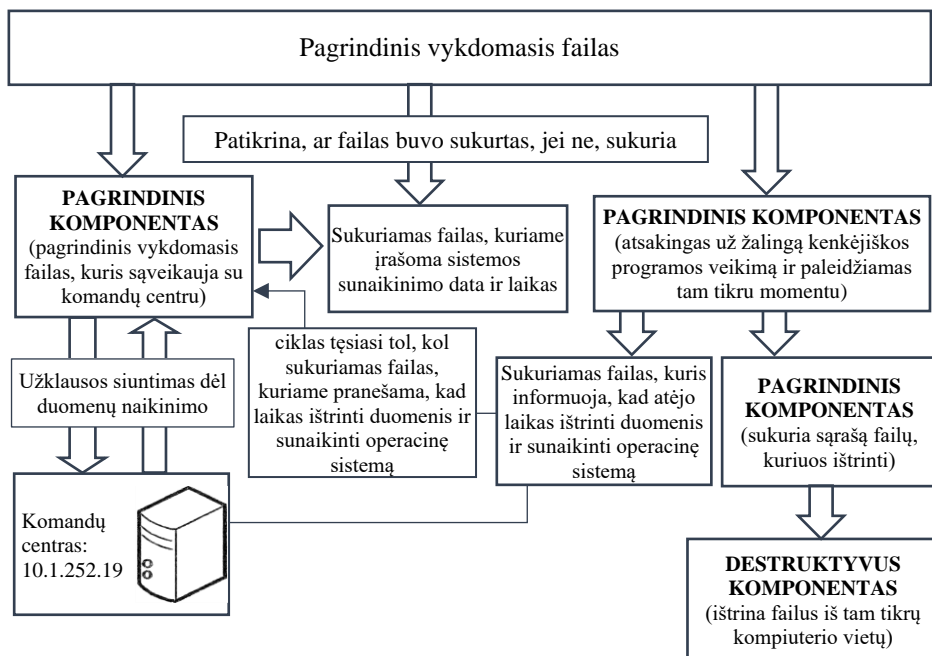 Pagrindinis vykdomasis failas
Patikrina, ar failas buvo sukurtas, jei ne, sukuria
PAGRINDINIS
KOMPONENTAS
(pagrindinis vykdomasis
failas, kuris sąveikauja su
komandų centru)
Sukuriamas failas, kuriame
įrašoma sistemos
sunaikinimo data ir laikas
PAGRINDINIS KOMPONENTAS
(atsakingas už žalingą kenkėjiškos
programos veikimą ir paleidžiamas
tam tikru momentu)
Užklausos siuntimas dėl
duomenų naikinimo
ciklas tęsiasi tol, kol
sukuriamas failas,
kuriame pranešama, kad
laikas ištrinti duomenis ir
sunaikinti operacinę
sistemą
Sukuriamas failas, kuris
informuoja, kad atėjo
laikas ištrinti duomenis
ir sunaikinti operacinę
sistemą
PAGRINDINIS
KOMPONENTAS
(sukuria sąrašą failų,
kuriuos ištrinti)
Komandų
centras:
10.1.252.19
DESTRUKTYVUS
KOMPONENTAS
(ištrina failus iš tam tikrų
kompiuterio vietų)